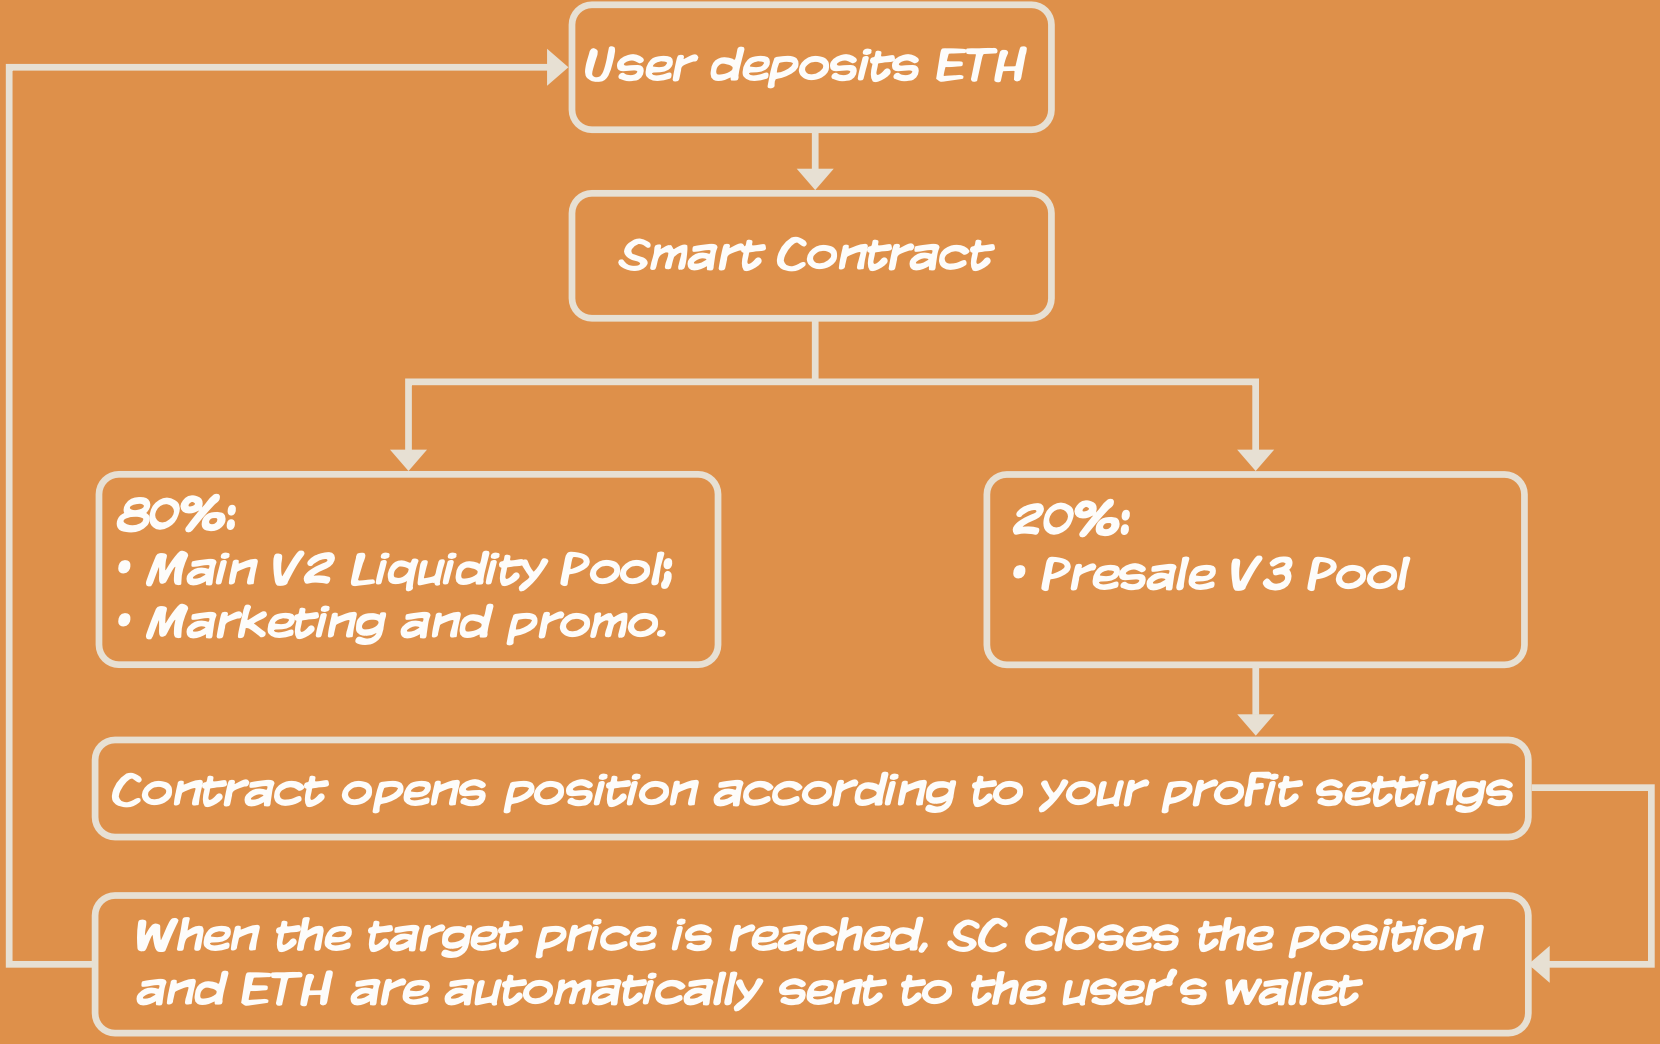 User deposits ETH
Smart Contract
80%:
• Main V2 Liquidity Pool;
• Marketing and promo.
20%:
• Presale V3 Pool
Contract opens position according to your profit settings
When the target price is reached, SC closes the position
and ETH are automatically sent to the user's wallet